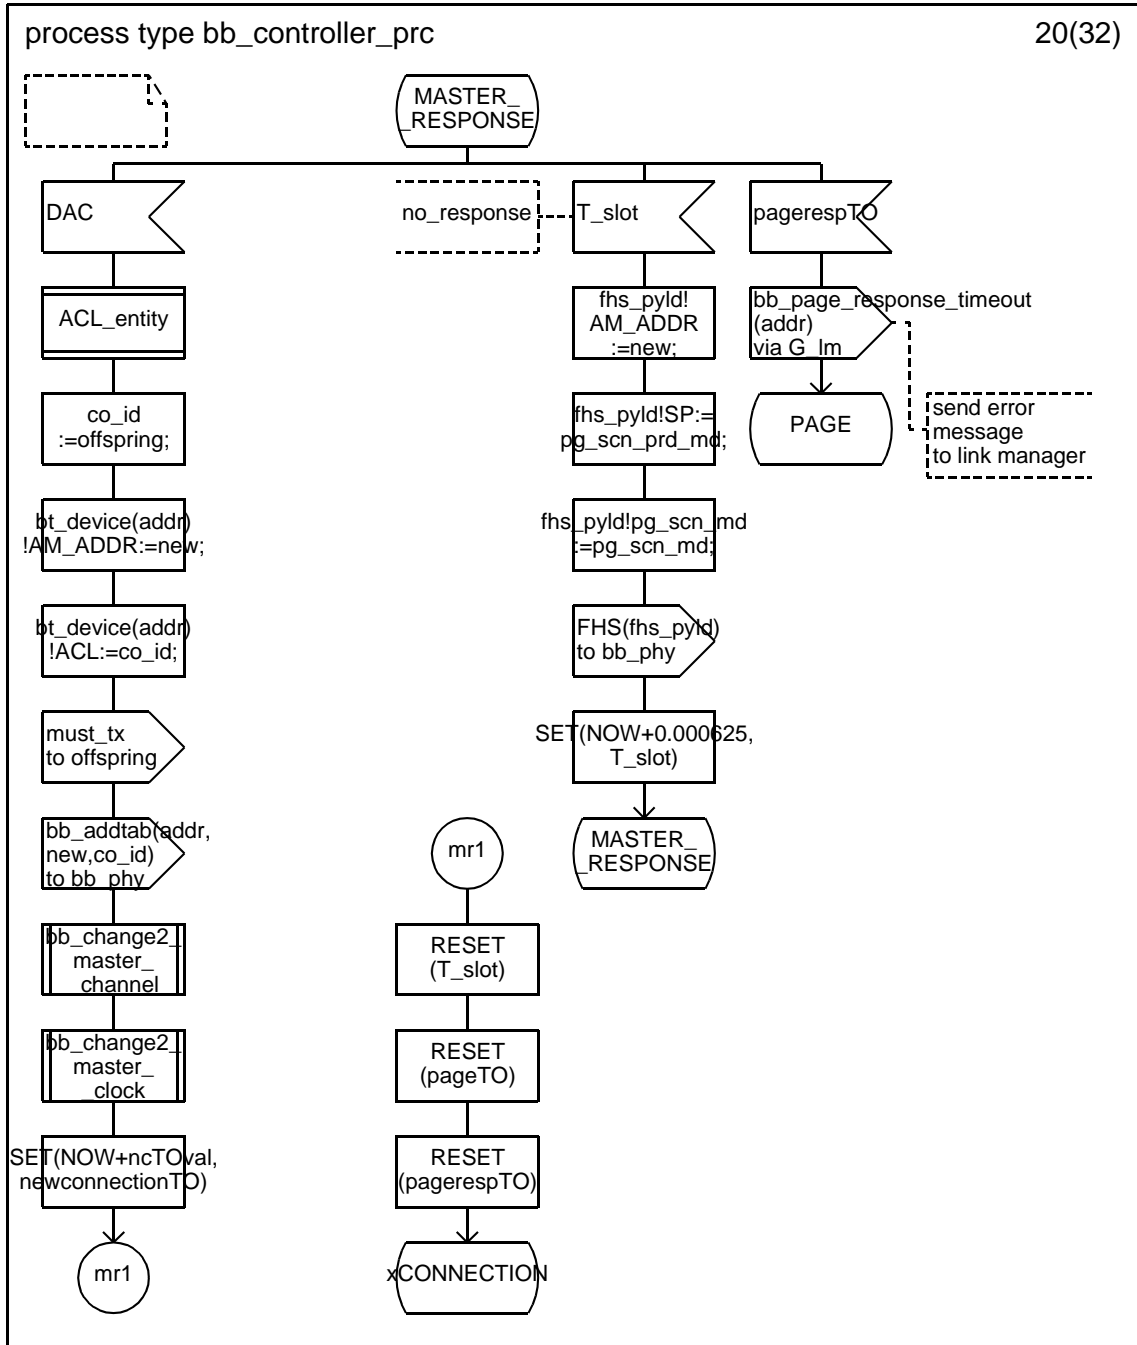 process type bb_controller_prc
20(32)
MASTER_
_RESPONSE
DAC
no_response
T_slot
pagerespTO
ACL_entity
fhs_pyld!
AM_ADDR
:=new;
bb_page_response_timeout
(addr)
via G_lm
co_id
:=offspring;
fhs_pyld!SP:=
pg_scn_prd_md;
PAGE
send error
message
to link manager
bt_device(addr)
!AM_ADDR:=new;
fhs_pyld!pg_scn_md
:=pg_scn_md;
bt_device(addr)
!ACL:=co_id;
FHS(fhs_pyld)
to bb_phy
must_tx
to offspring
SET(NOW+0.000625,
T_slot)
bb_addtab(addr,
new,co_id)
to bb_phy
mr1
MASTER_
_RESPONSE
bb_change2_
master_
_channel
RESET
(T_slot)
bb_change2_
master_
_clock
RESET
(pageTO)
SET(NOW+ncTOval,
newconnectionTO)
RESET
(pagerespTO)
mr1
xCONNECTION